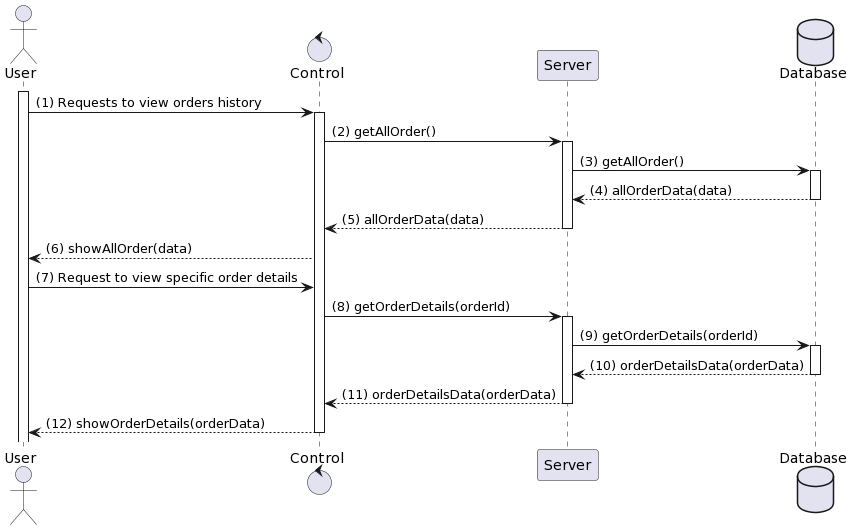 User
Control
Server
Database
(1) Requests to view orders history
(2) getAllOrder()
(3) getAllOrder()
(4) allOrderData(data)
(5) allOrderData(data)
(6) showAllOrder(data)
(7) Request to view specific order details
(8) getOrderDetails(orderId)
(9) getOrderDetails(orderId)
(10) orderDetailsData(orderData)
(11) orderDetailsData(orderData)
(12) showOrderDetails(orderData)
User
Control
Server
Database